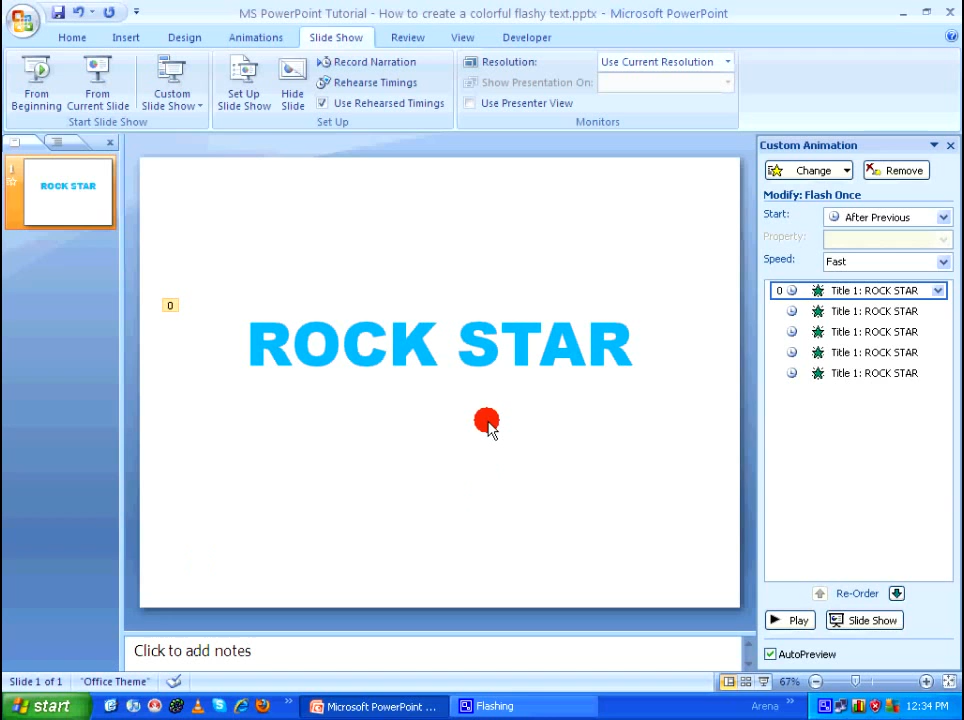 MS PowerPoint Tutorial - How to create a colorful flashy text.pptx - Microsoft PowerPoint
Home Insert Design Animations Slide Show Review View Developer
From Beginning
From Current Slide
Custom Slide Show
Start Slide Show
Set Up Slide Show
Hide Slide
Record Narration
Rehearse Timings
Use Rehearsed Timings
Set Up
Resolution: Use Current Resolution
Show Presentation On:
Use Presenter View
Monitors
1
ROCK STAR
0
ROCK STAR
Custom Animation
Change Remove
Modify: Flash Once
Start: After Previous
Property:
Speed: Fast
0 Title 1: ROCK STAR
Title 1: ROCK STAR
Title 1: ROCK STAR
Title 1: ROCK STAR
Title 1: ROCK STAR
Re-Order
Play Slide Show
AutoPreview
Click to add notes
Slide 1 of 1 "Office Theme" 67%
start Microsoft PowerPoint ... Flashing Arena 12:34 PM